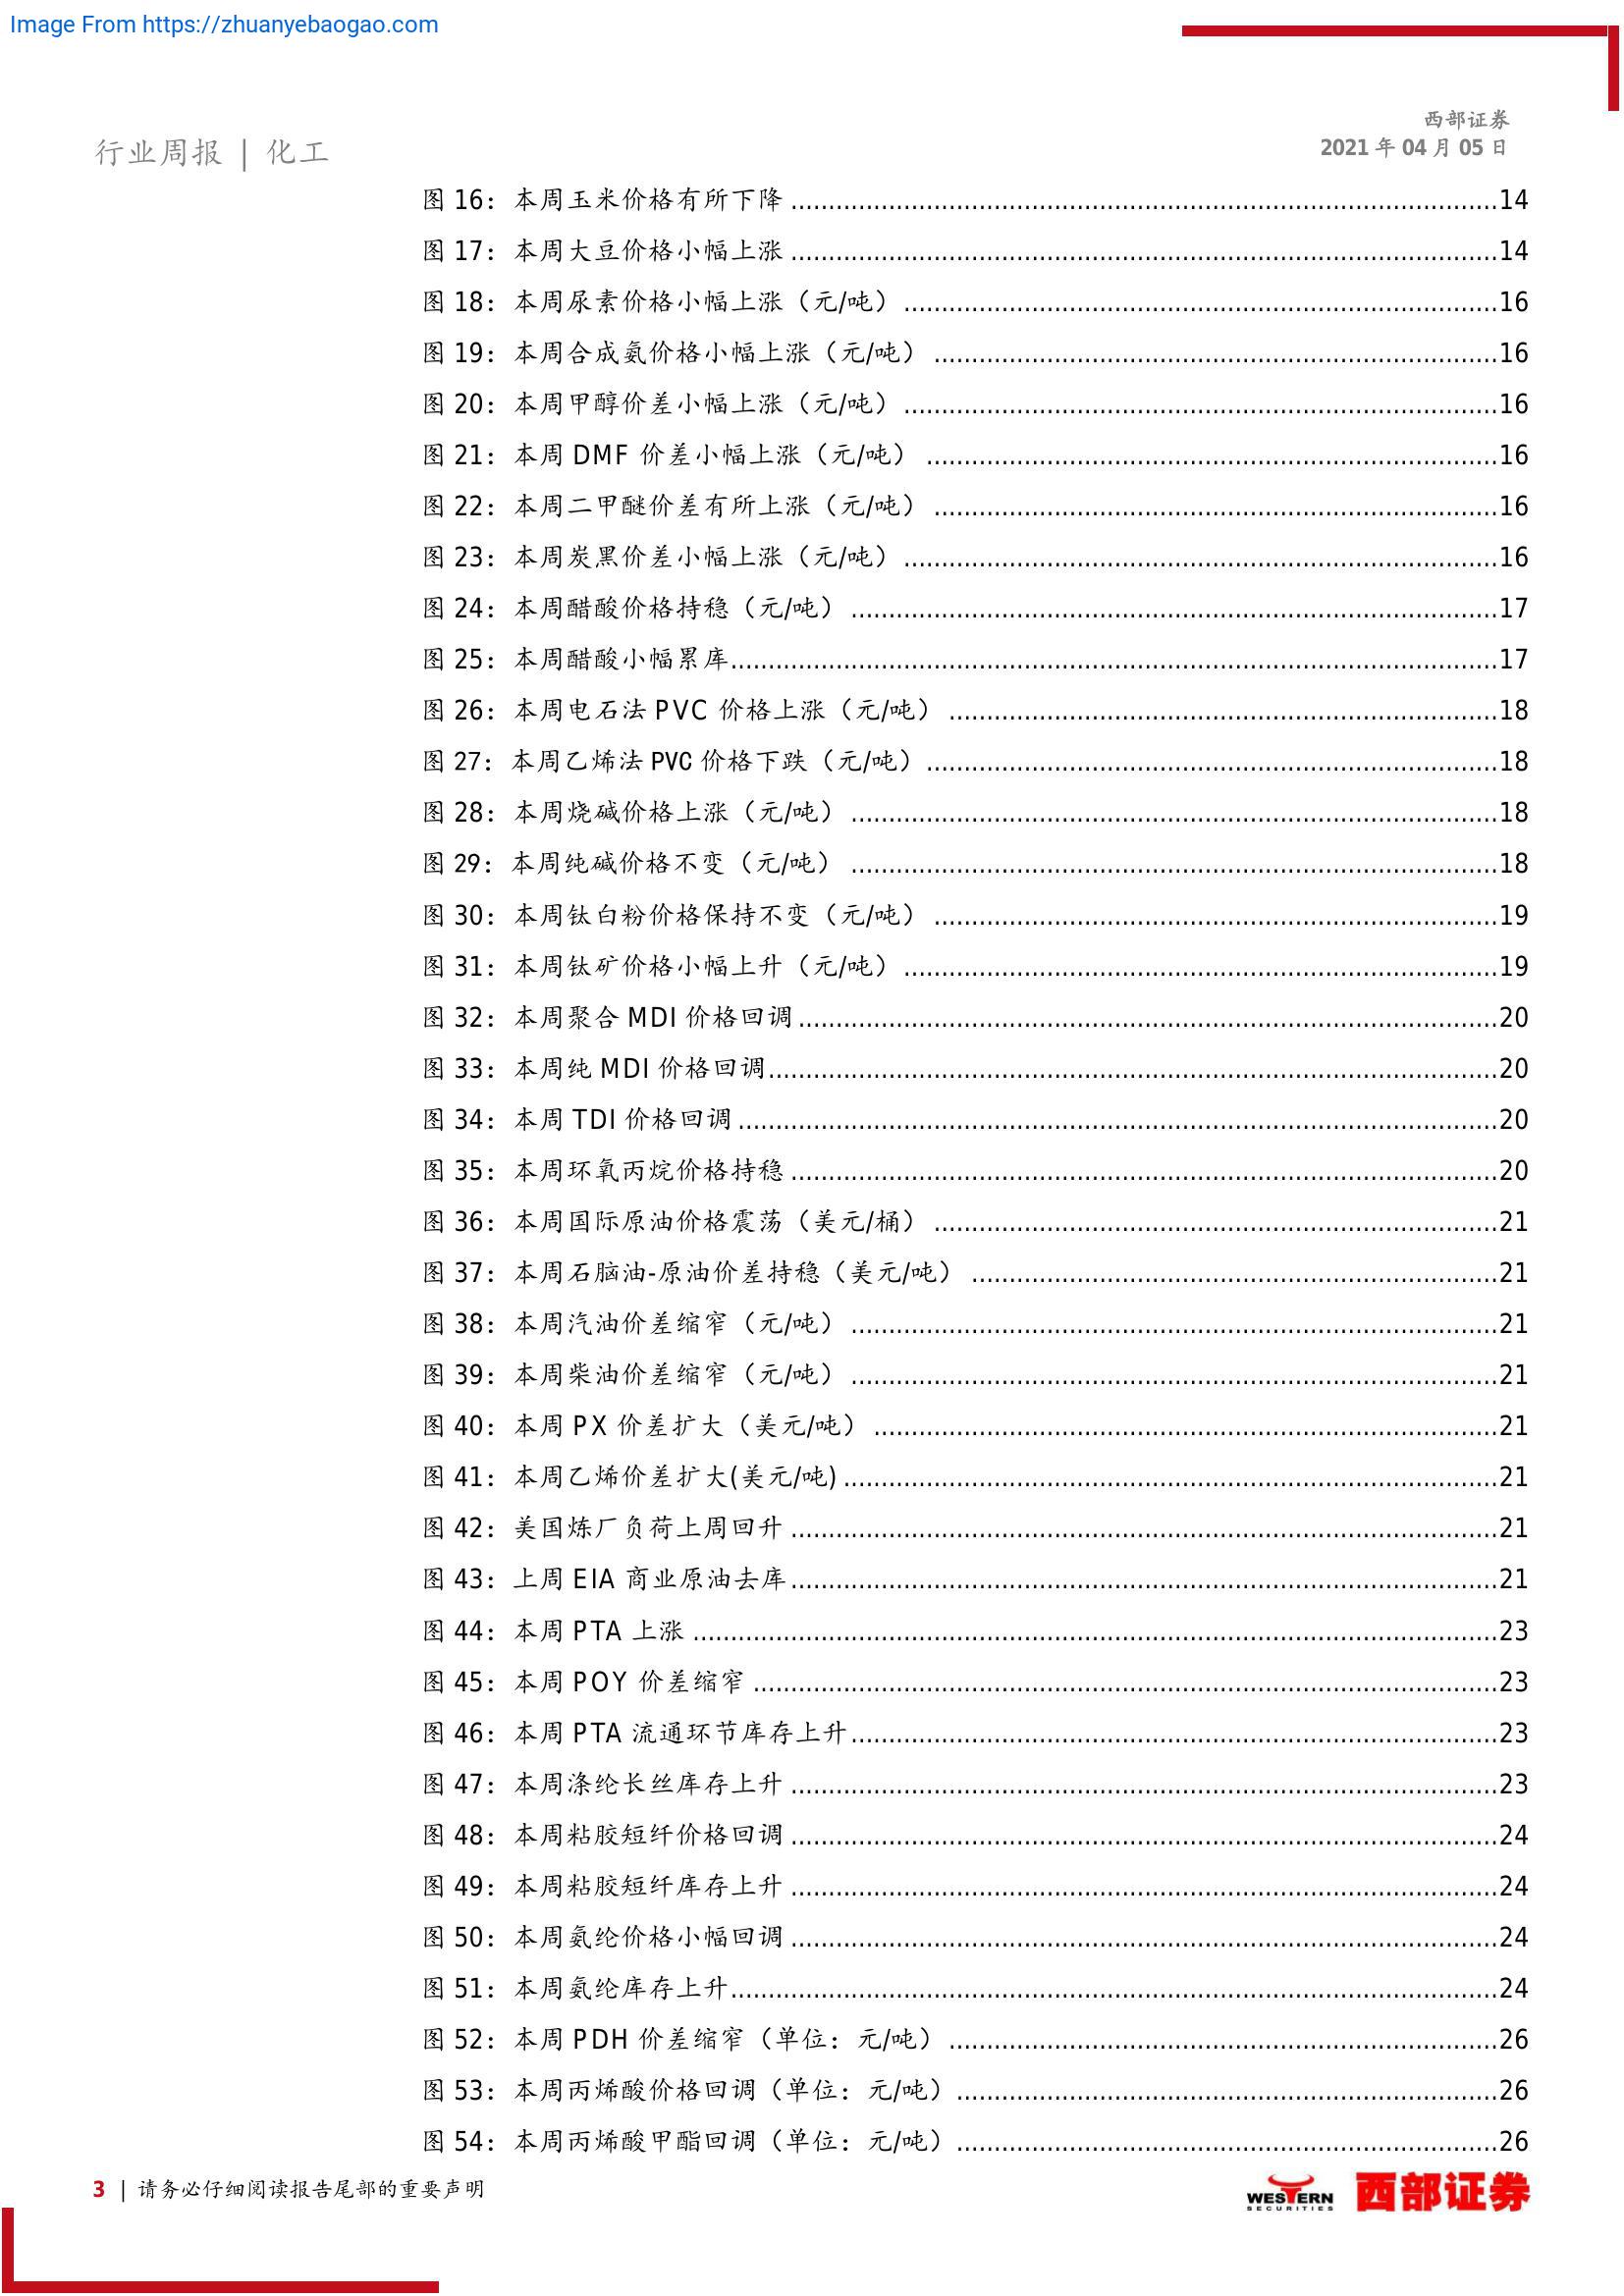 Image From https://zhuanyebaogao.com
西部证券
行业周报 | 化工
2021 年 04 月 05 日
图 16：本周玉米价格有所下降 ....................14
图 17：本周大豆价格小幅上涨 ....................14
图 18：本周尿素价格小幅上涨（元/吨） ....................16
图 19：本周合成氨价格小幅上涨（元/吨） ....................16
图 20：本周甲醇价差小幅上涨（元/吨） ....................16
图 21：本周 DMF 价差小幅上涨（元/吨） ....................16
图 22：本周二甲醚价差有所上涨（元/吨） ....................16
图 23：本周炭黑价差小幅上涨（元/吨） ....................16
图 24：本周醋酸价格持稳（元/吨） ....................17
图 25：本周醋酸小幅累库....................17
图 26：本周电石法 PVC 价格上涨（元/吨） ....................18
图 27：本周乙烯法 PVC 价格下跌（元/吨）....................18
图 28：本周烧碱价格上涨（元/吨） ....................18
图 29：本周纯碱价格不变（元/吨） ....................18
图 30：本周钛白粉价格保持不变（元/吨） ....................19
图 31：本周钛矿价格小幅上升（元/吨） ....................19
图 32：本周聚合 MDI 价格回调....................20
图 33：本周纯 MDI 价格回调....................20
图 34：本周 TDI 价格回调....................20
图 35：本周环氧丙烷价格持稳 ....................20
图 36：本周国际原油价格震荡（美元/桶） ....................21
图 37：本周石脑油-原油价差持稳（美元/吨） ....................21
图 38：本周汽油价差缩窄（元/吨） ....................21
图 39：本周柴油价差缩窄（元/吨） ....................21
图 40：本周 PX 价差扩大（美元/吨） ....................21
图 41：本周乙烯价差扩大(美元/吨) ....................21
图 42：美国炼厂负荷上周回升 ....................21
图 43：上周 EIA 商业原油去库....................21
图 44：本周 PTA 上涨 ....................23
图 45：本周 POY 价差缩窄 ....................23
图 46：本周 PTA 流通环节库存上升....................23
图 47：本周涤纶长丝库存上升 ....................23
图 48：本周粘胶短纤价格回调 ....................24
图 49：本周粘胶短纤库存上升 ....................24
图 50：本周氨纶价格小幅回调 ....................24
图 51：本周氨纶库存上升....................24
图 52：本周 PDH 价差缩窄（单位：元/吨） ....................26
图 53：本周丙烯酸价格回调（单位：元/吨）....................26
图 54：本周丙烯酸甲酯回调（单位：元/吨）....................26
3 | 请务必仔细阅读报告尾部的重要声明
WESTERN
SECURITIES
西部证券